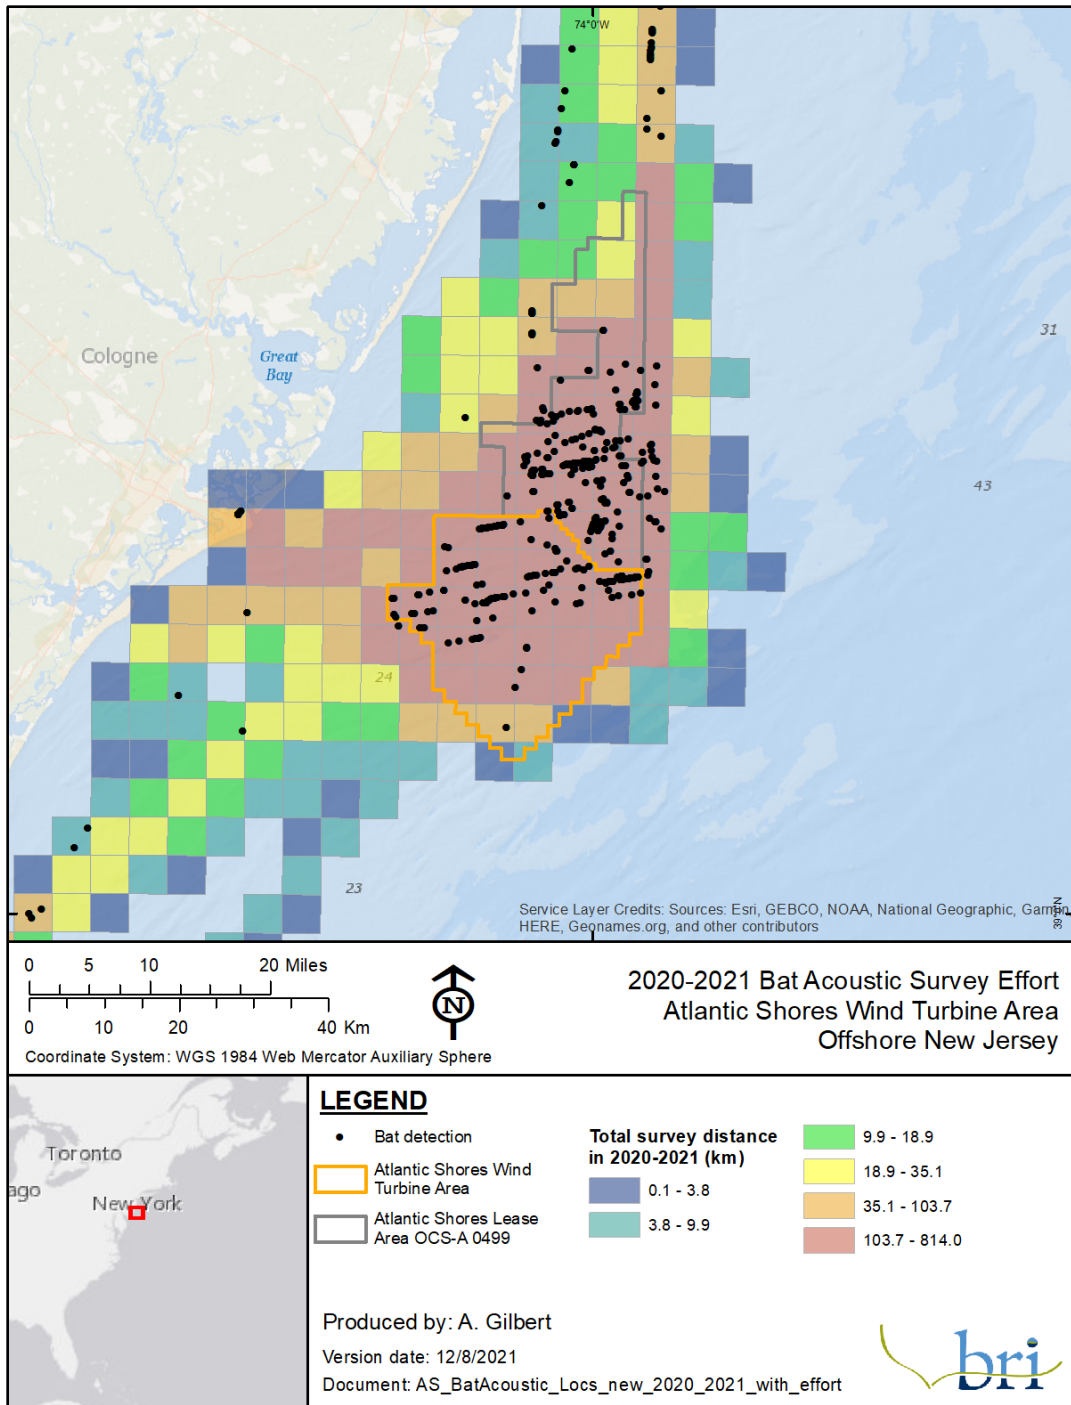 74°0'W
Cologne
Great
Bay
31
43
24
23
39°0'N
Service Layer Credits: Sources: Esri, GEBCO, NOAA, National Geographic, Garmin,
HERE, Geonames.org, and other contributors
0 5 10 20 Miles
0 10 20 40 Km
Coordinate System: WGS 1984 Web Mercator Auxiliary Sphere
N
2020-2021 Bat Acoustic Survey Effort
Atlantic Shores Wind Turbine Area
Offshore New Jersey
Toronto
ago
New York
LEGEND
Bat detection
Atlantic Shores Wind
Turbine Area
Atlantic Shores Lease
Area OCS-A 0499
Total survey distance
in 2020-2021 (km)
0.1 - 3.8
3.8 - 9.9
9.9 - 18.9
18.9 - 35.1
35.1 - 103.7
103.7 - 814.0
Produced by: A. Gilbert
Version date: 12/8/2021
Document: AS_BatAcoustic_Locs_new_2020_2021_with_effort
bri